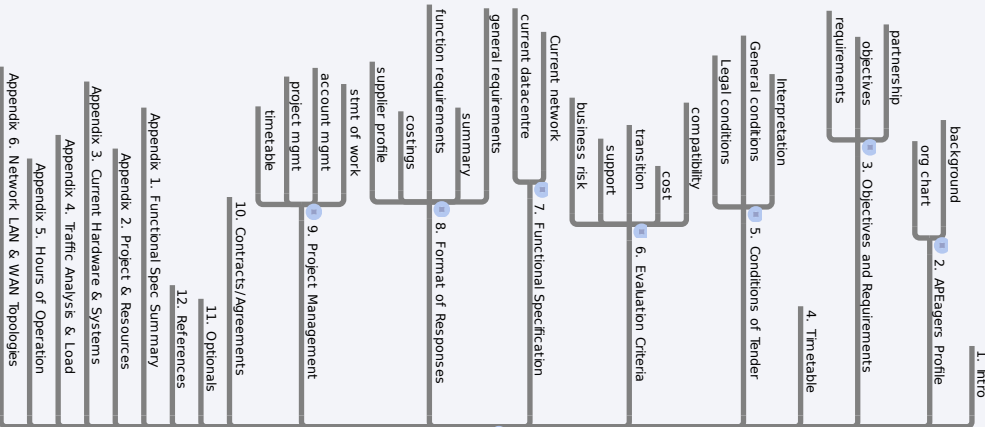 1. Intro
2. APEagers Profile
background
org chart
3. Objectives and Requirements
partnership
objectives
requirements
4. Timetable
5. Conditions of Tender
Interpretation
General conditions
Legal conditions
6. Evaluation Criteria
compatibility
cost
transition
support
business risk
7. Functional Specification
Current network
current datacentre
8. Format of Responses
general requirements
summary
function requirements
costings
supplier profile
9. Project Management
stmt of work
account mgmt
project mgmt
timetable
10. Contracts/Agreements
11. Optionals
12. References
Appendix 1. Functional Spec Summary
Appendix 2. Project & Resources
Appendix 3. Current Hardware & Systems
Appendix 4. Traffic Analysis & Load
Appendix 5. Hours of Operation
Appendix 6. Network LAN & WAN Topologies